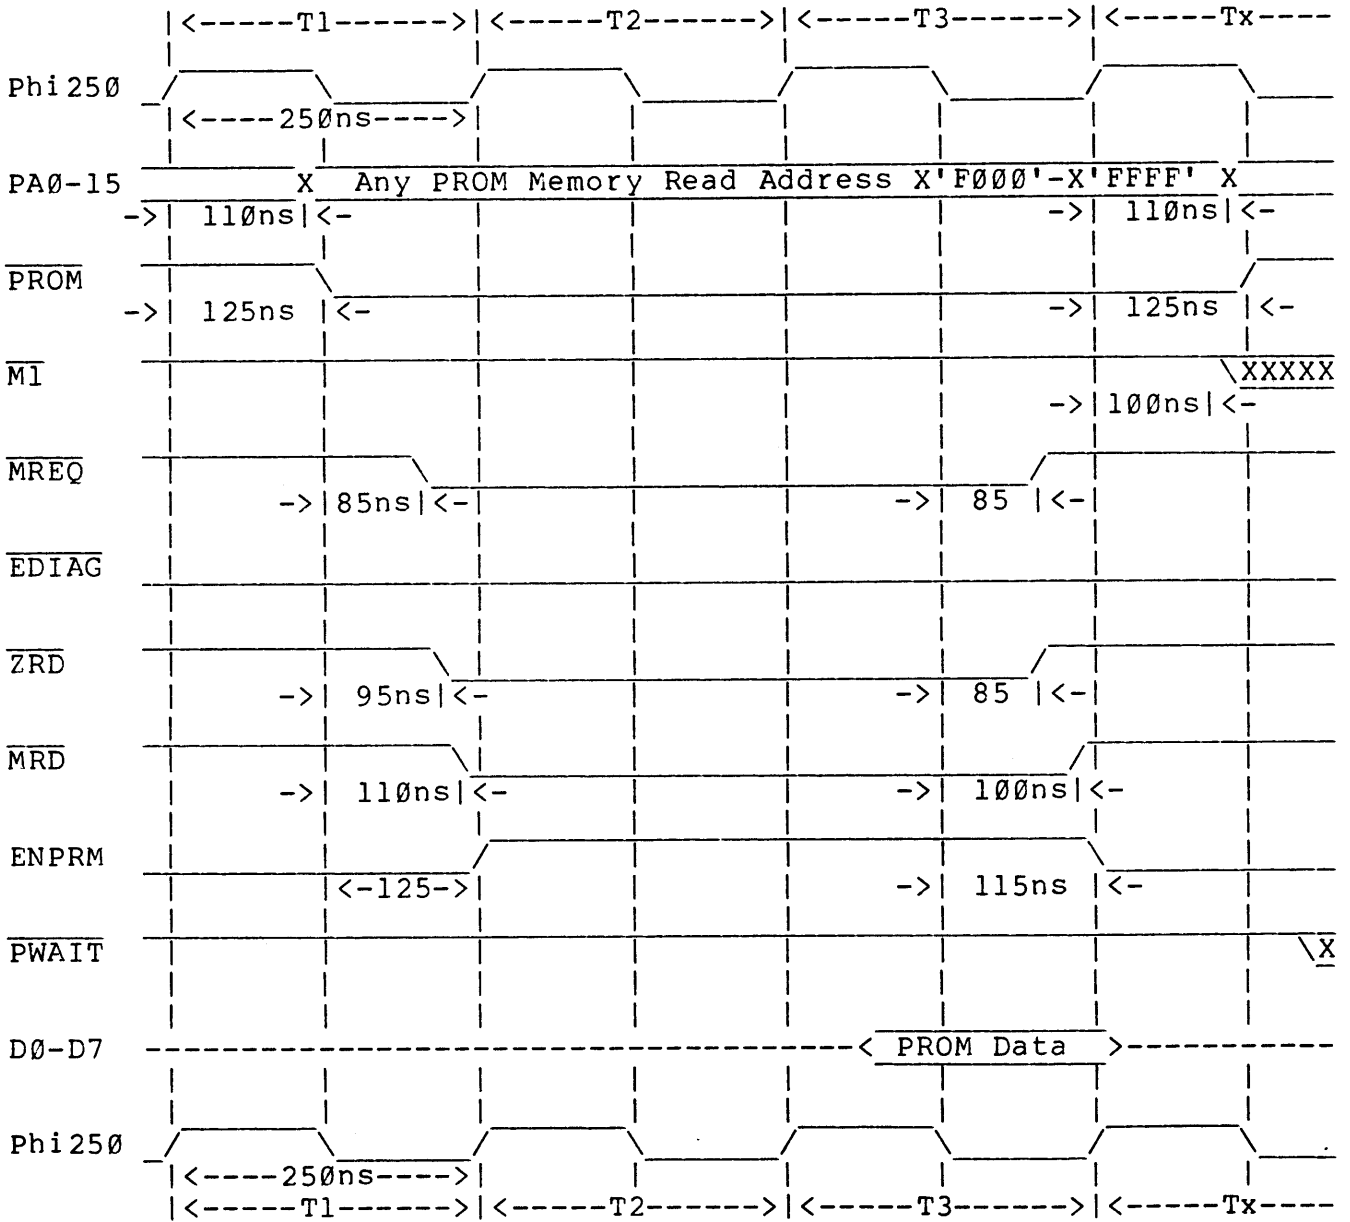 |<-----T1------>|<-----T2------>|<-----T3------>|<-----Tx----
Phi250
|<----250ns---->|
PA0-15 X Any PROM Memory Read Address X'F000'-X'FFFF' X
->| 110ns|<- ->| 110ns|<-
PROM
->| 125ns |<- ->| 125ns |<-
M1 \XXXXX
->|100ns|<-
MREQ
->|85ns|<- ->| 85 |<-
EDIAG
ZRD
->| 95ns|<- ->| 85 |<-
MRD
->| 110ns|<- ->| 100ns|<-
ENPRM
<-125-> ->| 115ns |<-
PWAIT \X
D0-D7 --------------------------------------< PROM Data >-----------
Phi250
|<----250ns---->|
|<-----T1------>|<-----T2------>|<-----T3------>|<-----Tx----